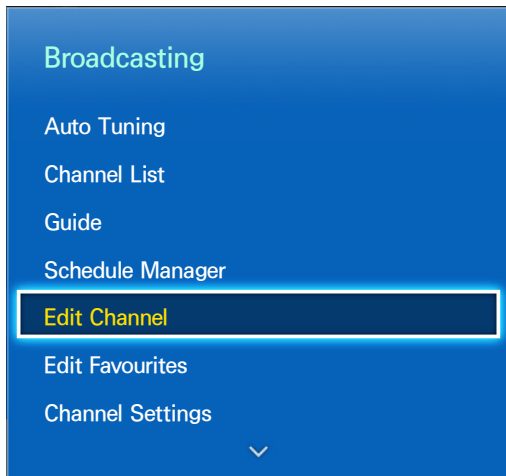 Broadcasting
Auto Tuning
Channel List
Guide
Schedule Manager
Edit Channel
Edit Favourites
Channel Settings